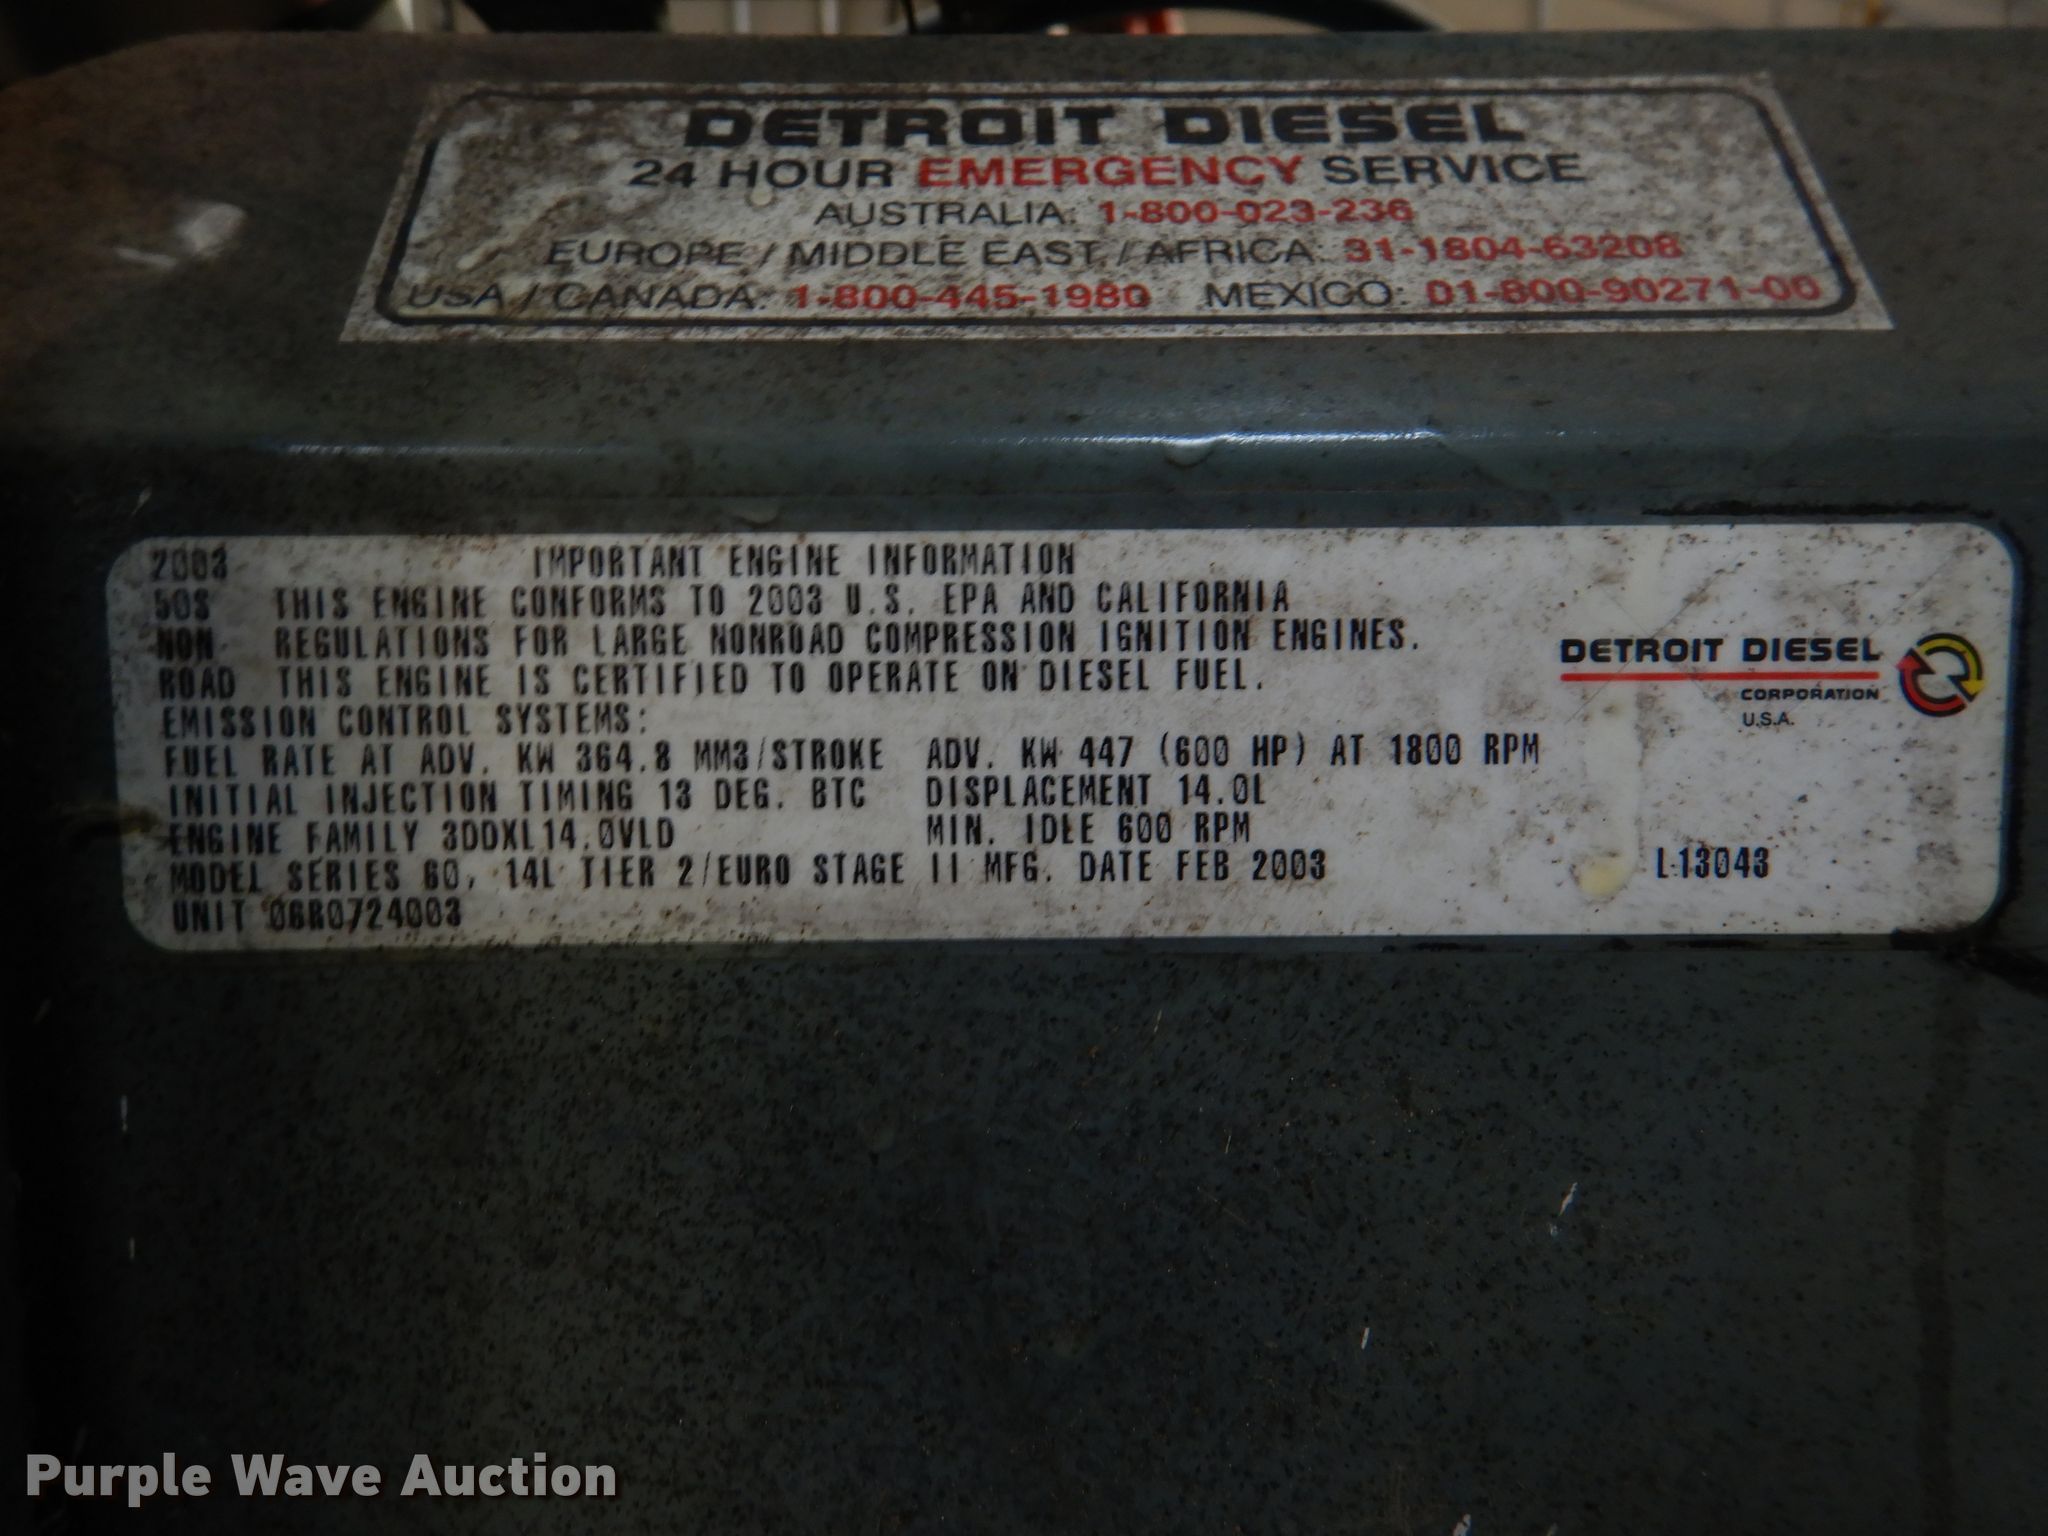 DETROIT DIESEL
24 HOUR EMERGENCY SERVICE
AUSTRALIA: 1-800-023-236
EUROPE / MIDDLE EAST / AFRICA: 31-1804-63208
USA / CANADA: 1-800-445-1980 MEXICO: 01-800-90271-00
2003 IMPORTANT ENGINE INFORMATION
50S THIS ENGINE CONFORMS TO 2003 U.S. EPA AND CALIFORNIA
NON- REGULATIONS FOR LARGE NONROAD COMPRESSION IGNITION ENGINES.
ROAD THIS ENGINE IS CERTIFIED TO OPERATE ON DIESEL FUEL.
EMISSION CONTROL SYSTEMS:
FUEL RATE AT ADV. KW 364.8 MM3/STROKE ADV. KW 447 (600 HP) AT 1800 RPM
INITIAL INJECTION TIMING 13 DEG. BTC DISPLACEMENT 14.0L
ENGINE FAMILY 3DDXL14.0VLD MIN. IDLE 600 RPM
MODEL SERIES 60, 14L TIER 2/EURO STAGE II MFG. DATE FEB 2003 L-13043
UNIT 06R0724003
DETROIT DIESEL
CORPORATION
U.S.A.
Purple Wave Auction